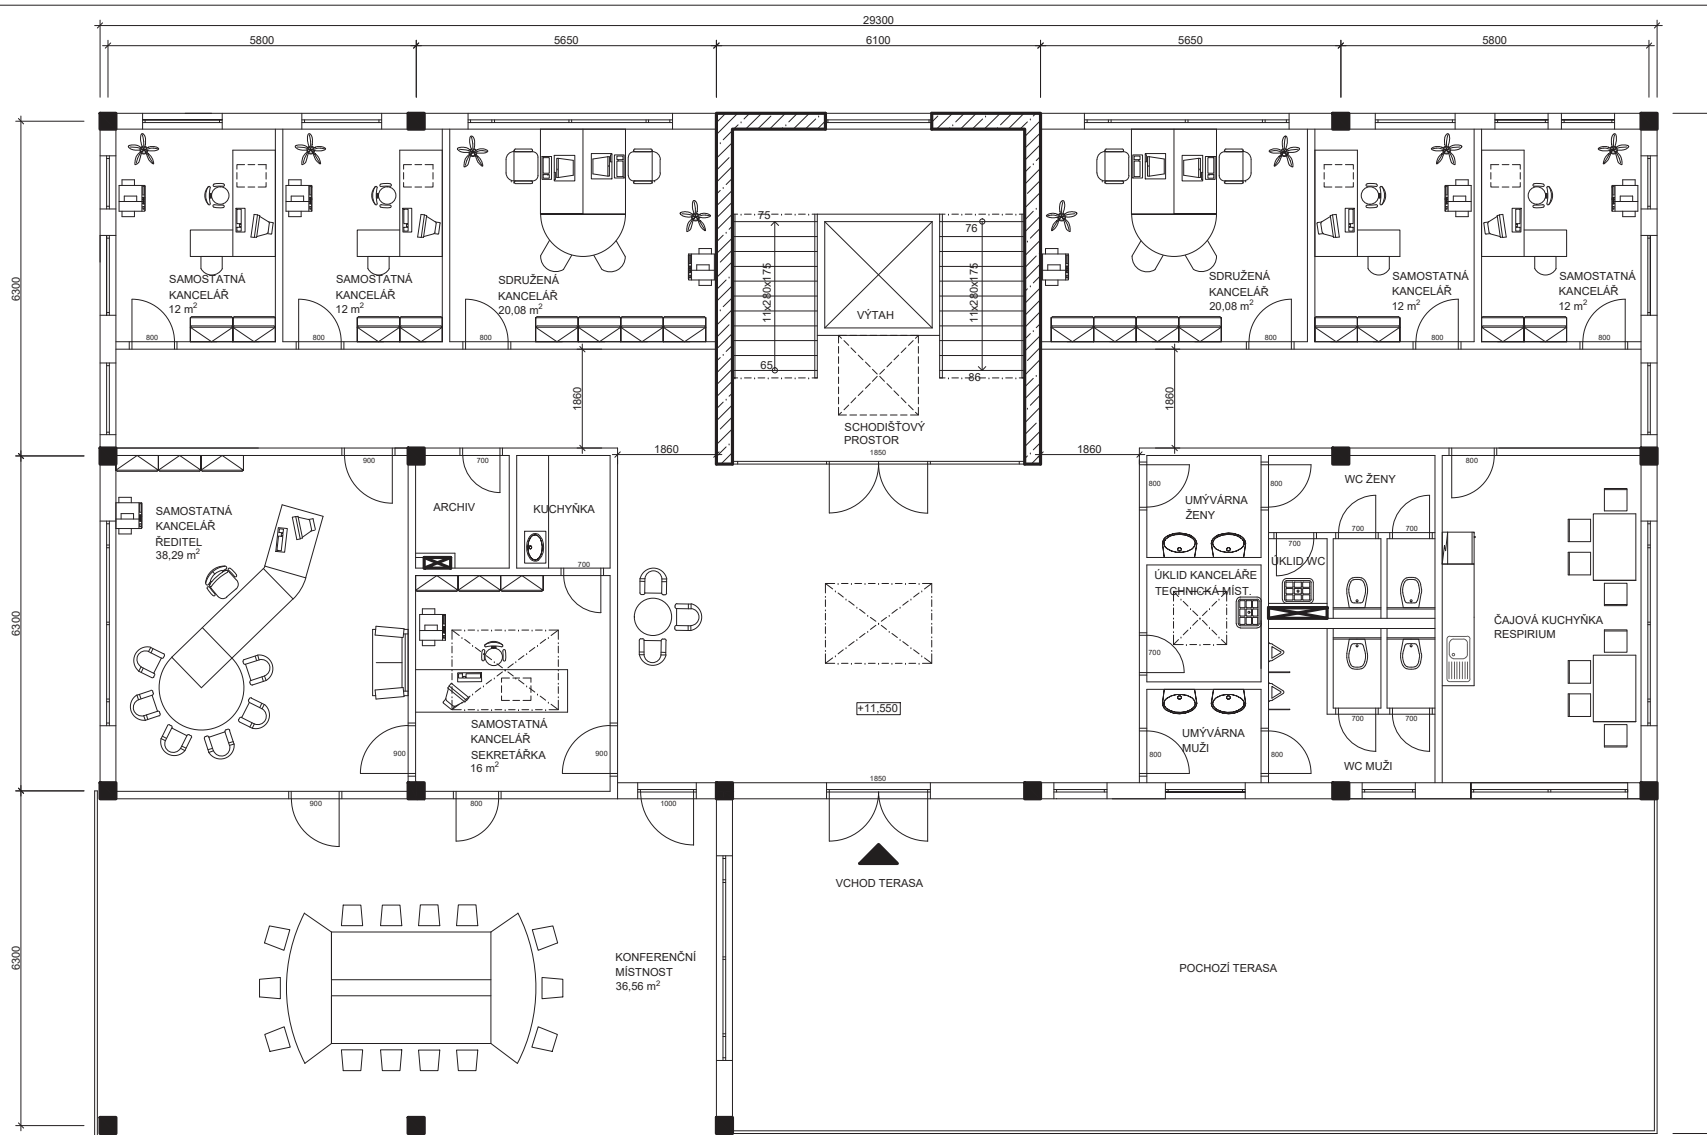 29300
5800
5650
6100
5650
5800
6300
6300
6300
SAMOSTATNÁ
KANCELÁŘ
12 m²
800
SAMOSTATNÁ
KANCELÁŘ
12 m²
800
SDRUŽENÁ
KANCELÁŘ
20,08 m²
800
75
11x280x175
65
VÝTAH
76
11x280x175
86
SCHODIŠŤOVÝ
PROSTOR
1850
SDRUŽENÁ
KANCELÁŘ
20,08 m²
800
SAMOSTATNÁ
KANCELÁŘ
12 m²
800
SAMOSTATNÁ
KANCELÁŘ
12 m²
800
1860
1860
1860
1860
900
SAMOSTATNÁ
KANCELÁŘ
ŘEDITEL
38,29 m²
900
ARCHIV
700
KUCHYŇKA
700
SAMOSTATNÁ
KANCELÁŘ
SEKRETÁŘKA
16 m²
900
+11,550
1850
800
UMÝVÁRNA
ŽENY
ÚKLID KANCELÁŘE
TECHNICKÁ MÍST.
700
UMÝVÁRNA
MUŽI
800
WC ŽENY
800
700
700
700
ÚKLID WC
700
700
800
WC MUŽI
800
ČAJOVÁ KUCHYŇKA
RESPIRIUM
900
800
1000
VCHOD TERASA
KONFERENČNÍ
MÍSTNOST
36,56 m²
POCHOZÍ TERASA